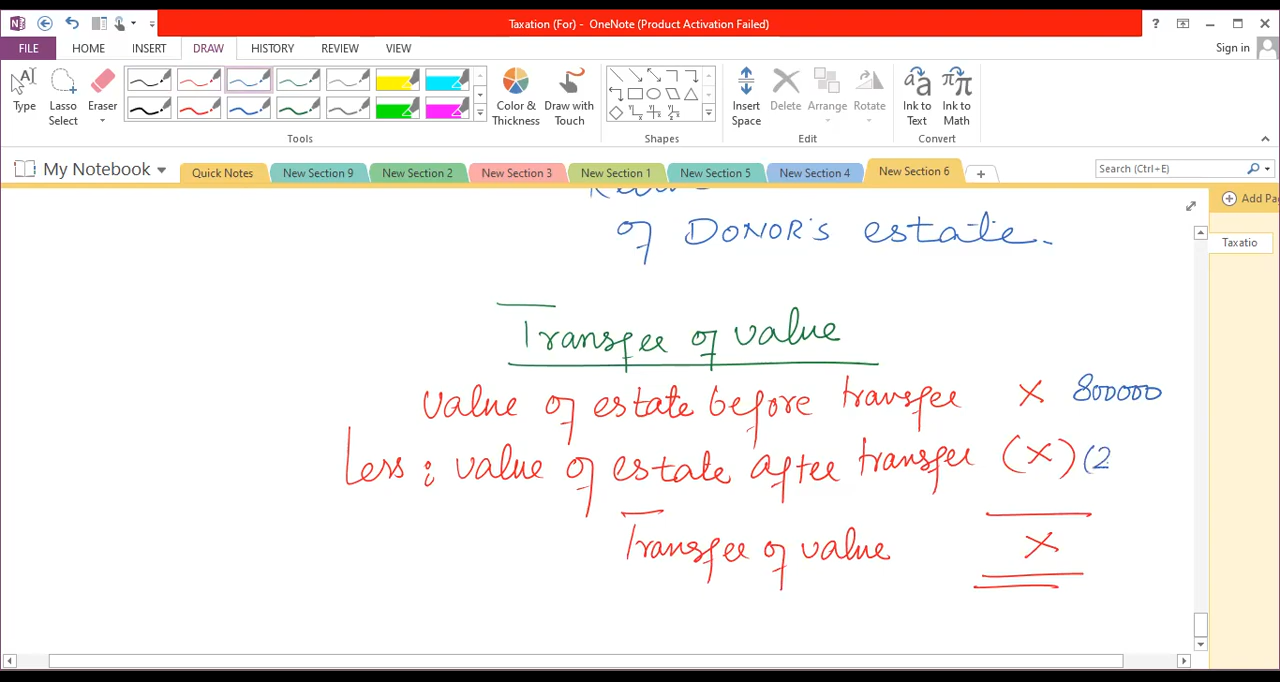 Taxation (For) - OneNote (Product Activation Failed)
?
FILE HOME INSERT DRAW HISTORY REVIEW VIEW
Sign in
Type Lasso Select Eraser
Color & Thickness Draw with Touch
Insert Space Delete Arrange Rotate
Ink to Text Ink to Math
Tools Shapes Edit Convert
My Notebook Quick Notes New Section 9 New Section 2 New Section 3 New Section 1 New Section 5 New Section 4 New Section 6
Search (Ctrl+E)
Add Pa
Taxatio
of DONOR'S estate.
Transfer of value
Value of estate before transfer X 800000
Less: value of estate after transfer (X) (2
Transfer of value X